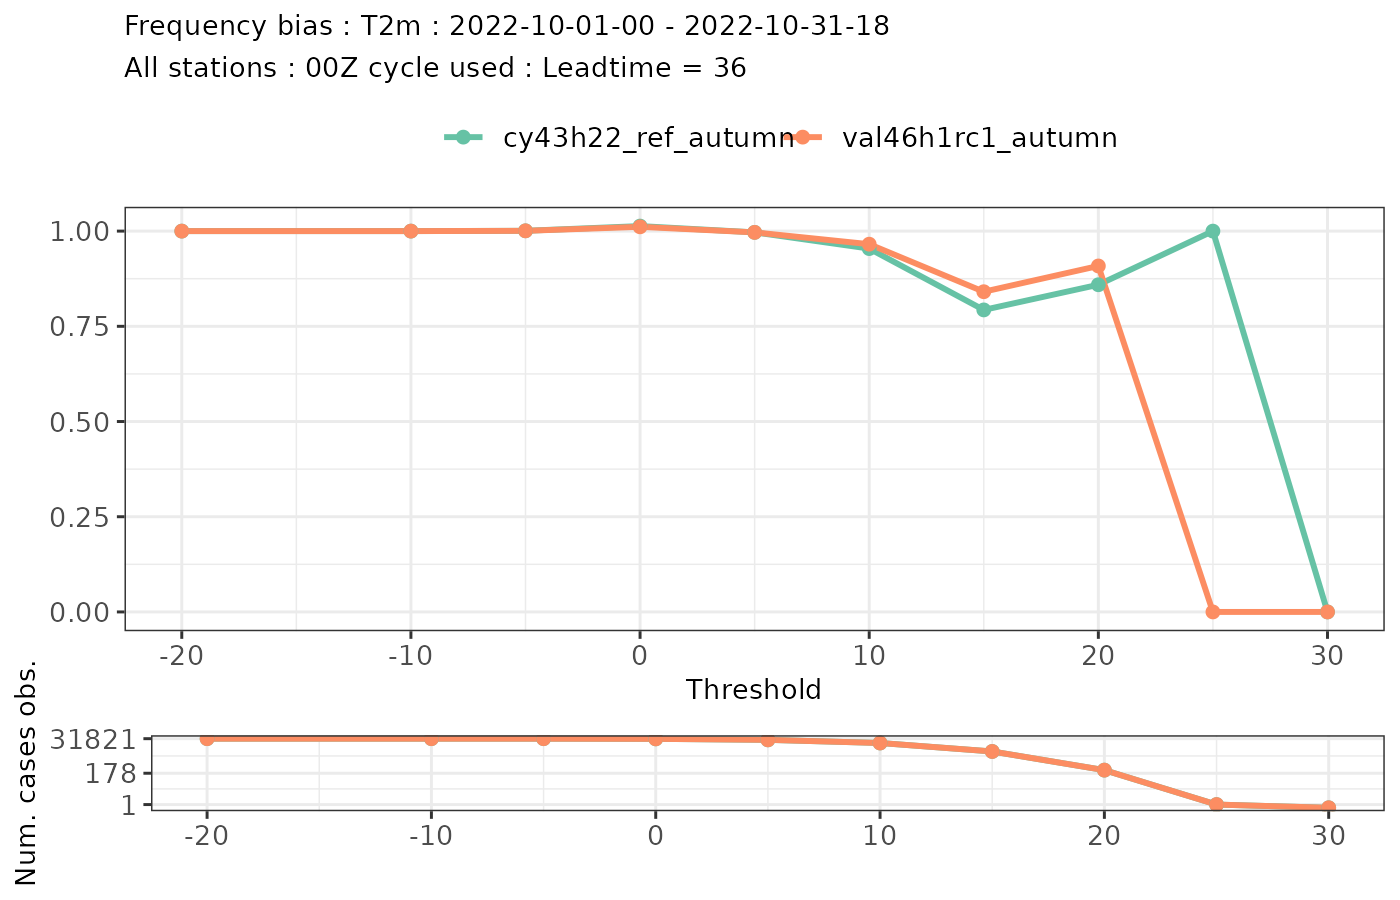 Frequency bias : T2m : 2022-10-01-00 - 2022-10-31-18
All stations : 00Z cycle used : Leadtime = 36
cy43h22_ref_autumn val46h1rc1_autumn
1.00
0.75
0.50
0.25
0.00
-20 -10 0 10 20 30
Threshold
Num. cases obs.
31821
178
1
-20 -10 0 10 20 30